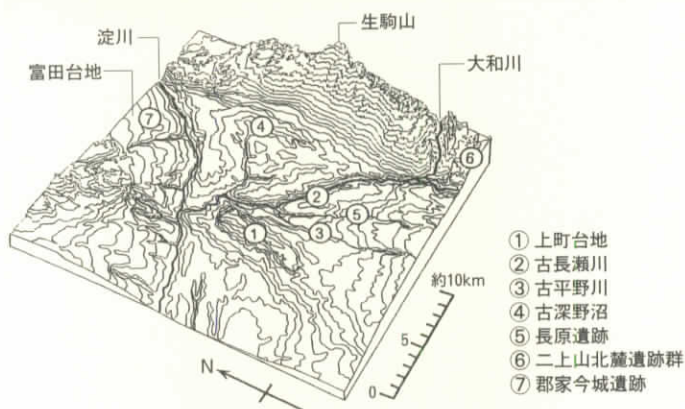 生駒山
淀川
大和川
富田台地
⑦
④
⑥
②
⑤
①
③
約10km
5
0
N
① 上町台地
② 古長瀬川
③ 古平野川
④ 古深野沼
⑤ 長原遺跡
⑥ 二上山北麓遺跡群
⑦ 郡家今城遺跡